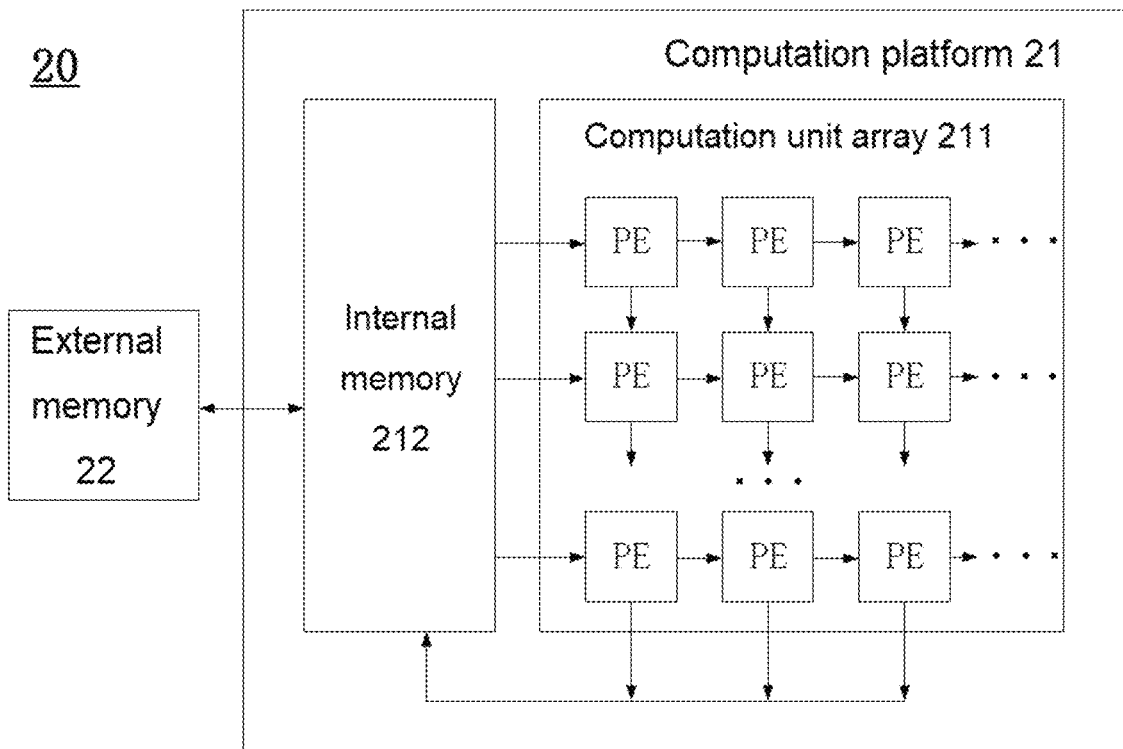 20
Computation platform 21
Computation unit array 211
PE PE PE
Internal
memory
212
External
memory
22
PE PE PE
PE PE PE